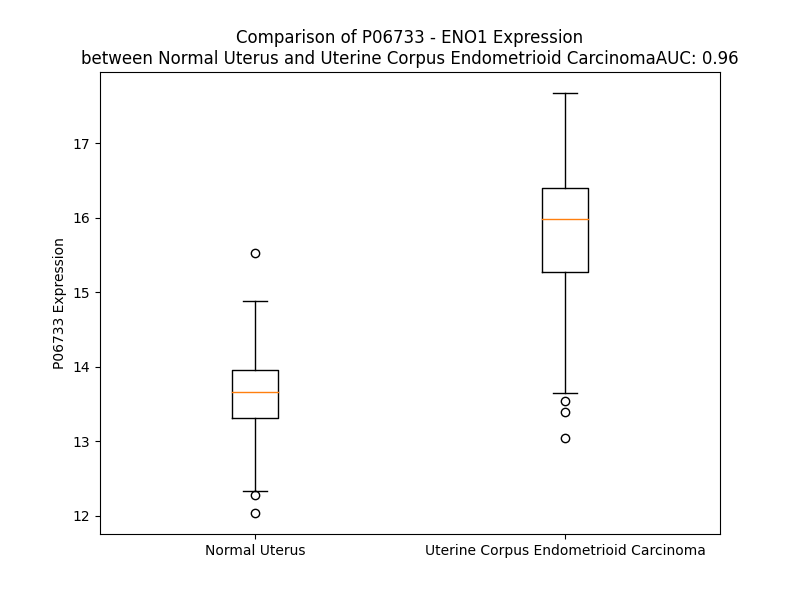 Comparison of P06733 - ENO1 Expression
between Normal Uterus and Uterine Corpus Endometrioid CarcinomaAUC: 0.96
17
16
15
14
13
12
P06733 Expression
Normal Uterus
Uterine Corpus Endometrioid Carcinoma